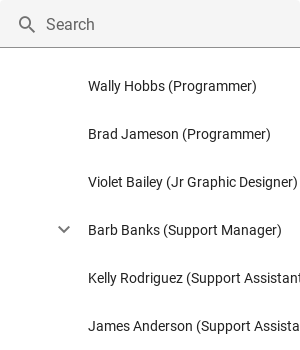 Search
Wally Hobbs (Programmer)
Brad Jameson (Programmer)
Violet Bailey (Jr Graphic Designer)
Barb Banks (Support Manager)
Kelly Rodriguez (Support Assistant
James Anderson (Support Assista